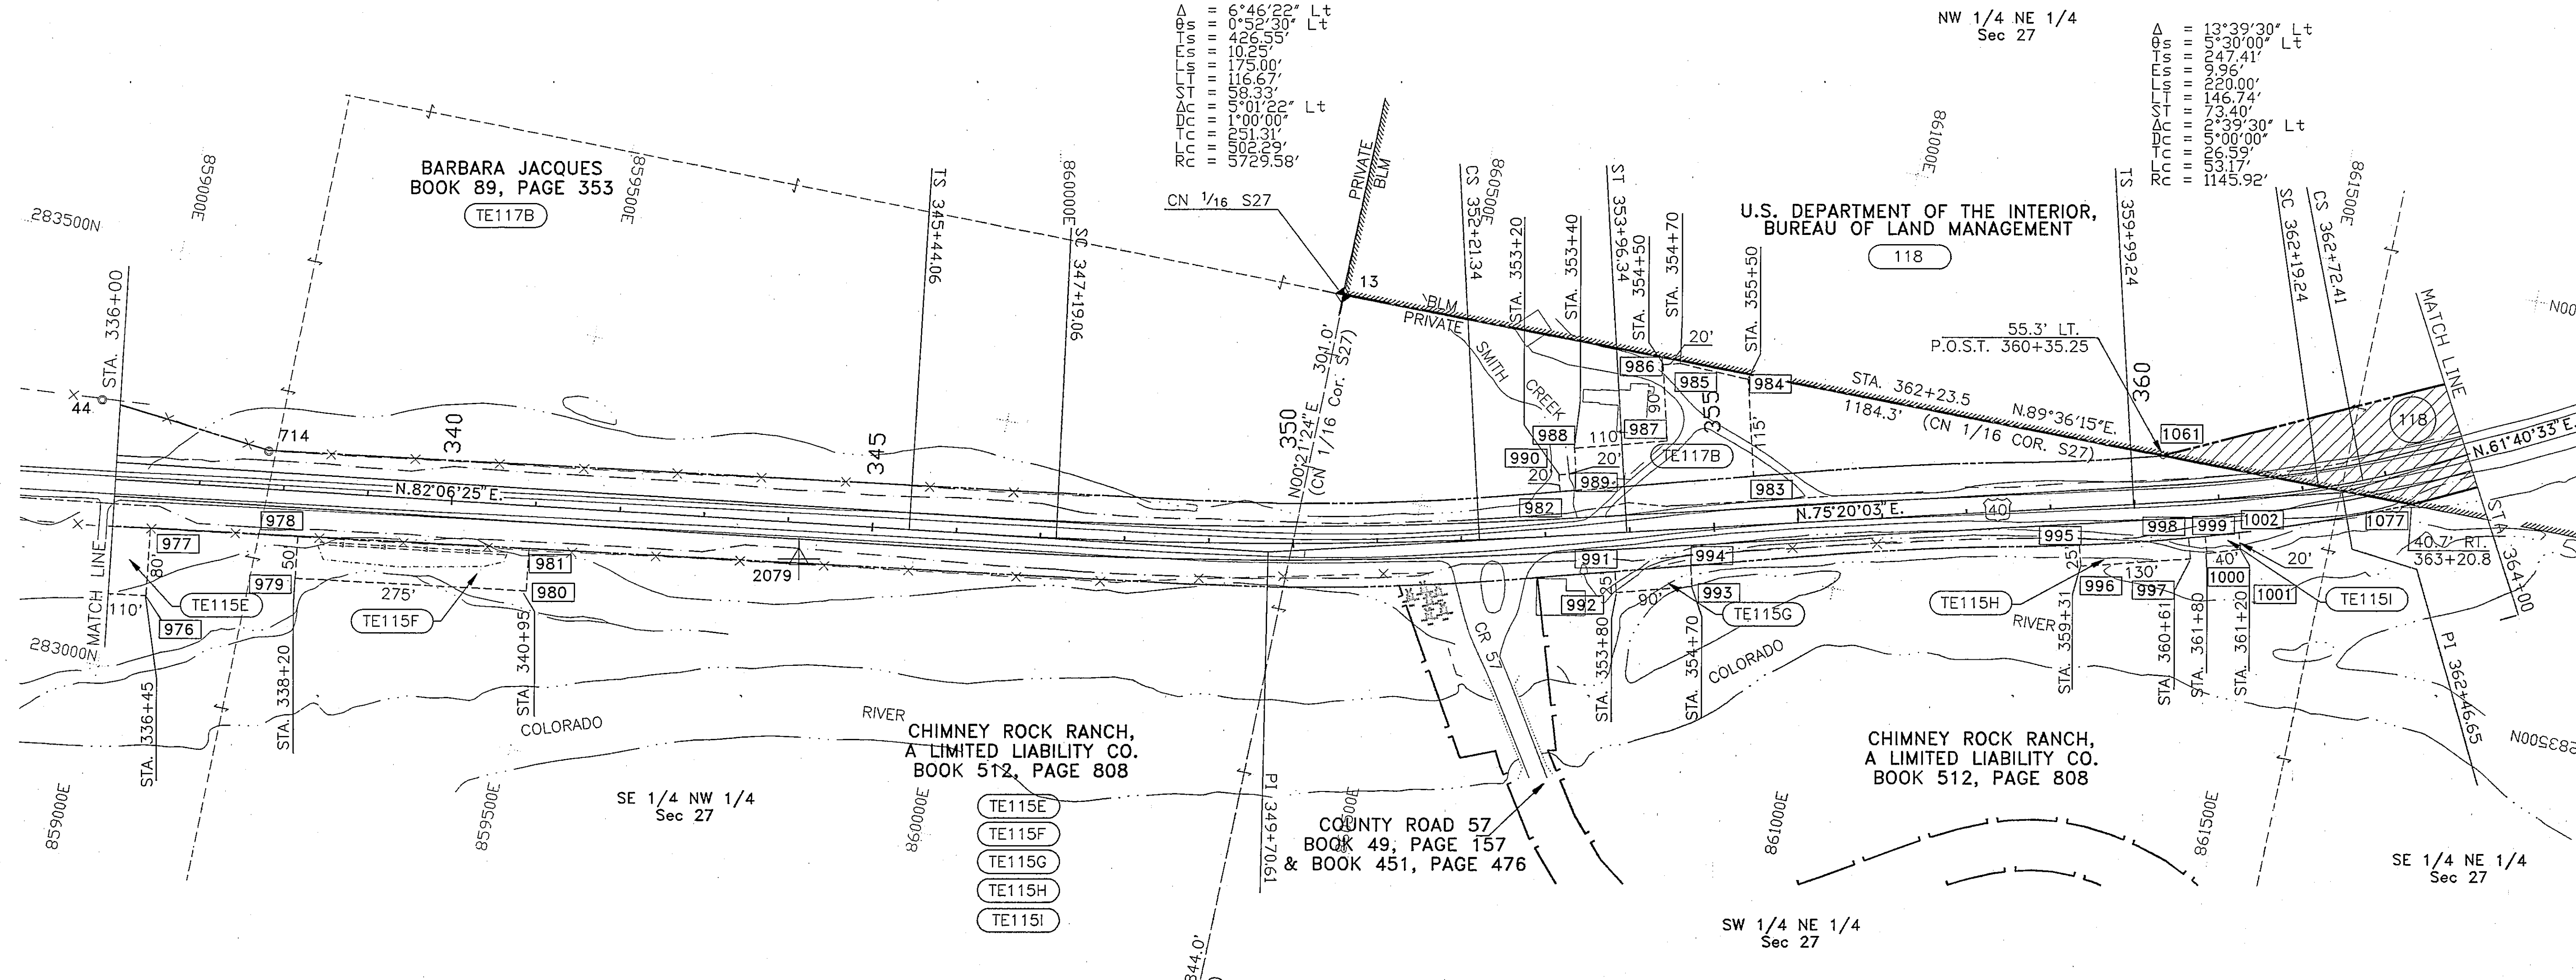 Δ = 6°46'22" Lt
θs = 0°52'30" Lt
Ts = 426.55'
Es = 10.25'
Ls = 175.00'
LT = 116.67'
ST = 58.33'
Δc = 5°01'22" Lt
Dc = 1°00'00"
Tc = 251.31'
Lc = 502.29'
Rc = 5729.58'
NW 1/4 NE 1/4
Sec 27
Δ = 13°39'30" Lt
θs = 5°30'00" Lt
Ts = 247.41'
Es = 9.96'
Ls = 220.00'
LT = 146.74'
ST = 73.40'
Δc = 2°39'30" Lt
Dc = 5°00'00"
Tc = 26.59'
Lc = 53.17'
Rc = 1145.92'
859000E
BARBARA JACQUES
BOOK 89, PAGE 353
TE117B
859500E
283500N
TS 345+44.06
860000E
SC 347+19.06
CN 1/16 S27
PRIVATE
BLM
13
CS 352+21.34
860500E
STA. 353+20
STA. 353+40
ST 353+96.34
STA. 354+50
STA. 354+70
STA. 355+50
U.S. DEPARTMENT OF THE INTERIOR,
BUREAU OF LAND MANAGEMENT
118
861000E
TS 359+99.24
SC 362+19.24
CS 362+72.41
861500E
MATCH LINE
STA. 364+00
STA. 336+00
MATCH LINE
44
714
340
345
350
355
360
BLM
PRIVATE
SMITH
CREEK
N00°21'24"E 301.0'
(CN 1/16 Cor. S27)
20'
986
985
984
987
988
990
989
982
983
90'
110'
20'
20'
115'
TE117B
55.3' LT.
P.O.S.T. 360+35.25
STA. 362+23.5
1184.3'
N.89°36'15"E.
(CN 1/16 COR. S27)
1061
118
N.61°40'33"E.
N.82°06'25"E.
N.75°20'03"E.
40
977
978
979
976
80'
110'
50'
275'
TE115E
TE115F
981
980
2079
991
992
993
994
25'
90'
TE115G
995
996
997
998
999
1000
1001
1002
1077
25'
130'
40'
20'
40.7' RT.
363+20.8
TE115H
TE115I
283000N
STA. 336+45
STA. 338+20
STA. 340+95
COLORADO
RIVER
CR 57
STA. 353+80
STA. 354+70
COLORADO
RIVER
STA. 359+31
STA. 360+61
STA. 361+80
STA. 361+20
PI 362+46.65
283500N
CHIMNEY ROCK RANCH,
A LIMITED LIABILITY CO.
BOOK 512, PAGE 808
TE115E
TE115F
TE115G
TE115H
TE115I
CHIMNEY ROCK RANCH,
A LIMITED LIABILITY CO.
BOOK 512, PAGE 808
859000E
859500E
860000E
SE 1/4 NW 1/4
Sec 27
PI 349+70.61
COUNTY ROAD 57
BOOK 49, PAGE 157
& BOOK 451, PAGE 476
861000E
861500E
SE 1/4 NE 1/4
Sec 27
SW 1/4 NE 1/4
Sec 27
844.0'